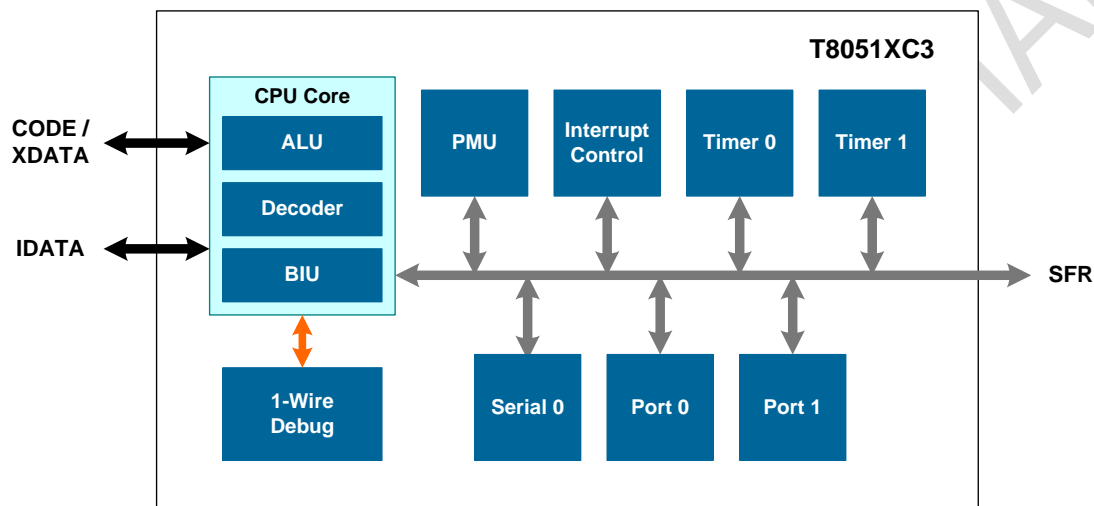 T8051XC3
CPU Core
CODE /
XDATA
ALU
PMU
Interrupt
Control
Timer 0
Timer 1
Decoder
IDATA
BIU
SFR
1-Wire
Debug
Serial 0
Port 0
Port 1